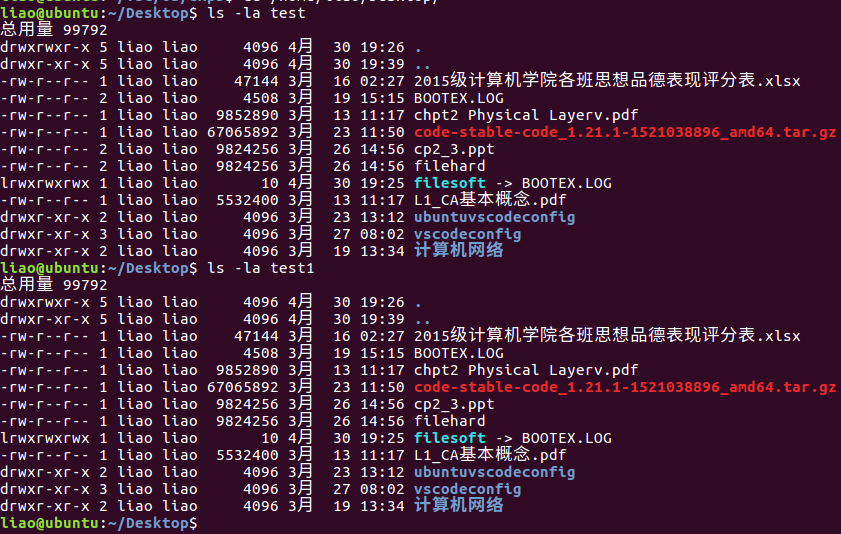 liao@ubuntu:~/Desktop$ ls -la test
总用量 99792
drwxrwxr-x 5 liao liao     4096 4月  30 19:26 .
drwxr-xr-x 5 liao liao     4096 4月  30 19:39 ..
-rw-r--r-- 1 liao liao    47144 3月  16 02:27 2015级计算机学院各班思想品德表现评分表.xlsx
-rw-r--r-- 2 liao liao     4508 3月  19 15:15 BOOTEX.LOG
-rw-r--r-- 1 liao liao  9852890 3月  13 11:17 chpt2 Physical Layerv.pdf
-rw-r--r-- 1 liao liao 67065892 3月  23 11:50 code-stable-code_1.21.1-1521038896_amd64.tar.gz
-rw-r--r-- 2 liao liao  9824256 3月  26 14:56 cp2_3.ppt
-rw-r--r-- 2 liao liao  9824256 3月  26 14:56 filehard
lrwxrwxrwx 1 liao liao       10 4月  30 19:25 filesoft -> BOOTEX.LOG
-rw-r--r-- 1 liao liao  5532400 3月  13 11:17 L1_CA基本概念.pdf
drwxr-xr-x 2 liao liao     4096 3月  23 13:12 ubuntuvscodeconfig
drwxr-xr-x 3 liao liao     4096 3月  27 08:02 vscodeconfig
drwxr-xr-x 2 liao liao     4096 3月  19 13:34 计算机网络
liao@ubuntu:~/Desktop$ ls -la test1
总用量 99792
drwxrwxr-x 5 liao liao     4096 4月  30 19:26 .
drwxr-xr-x 5 liao liao     4096 4月  30 19:39 ..
-rw-r--r-- 1 liao liao    47144 3月  16 02:27 2015级计算机学院各班思想品德表现评分表.xlsx
-rw-r--r-- 1 liao liao     4508 3月  19 15:15 BOOTEX.LOG
-rw-r--r-- 1 liao liao  9852890 3月  13 11:17 chpt2 Physical Layerv.pdf
-rw-r--r-- 1 liao liao 67065892 3月  23 11:50 code-stable-code_1.21.1-1521038896_amd64.tar.gz
-rw-r--r-- 1 liao liao  9824256 3月  26 14:56 cp2_3.ppt
-rw-r--r-- 1 liao liao  9824256 3月  26 14:56 filehard
lrwxrwxrwx 1 liao liao       10 4月  30 19:25 filesoft -> BOOTEX.LOG
-rw-r--r-- 1 liao liao  5532400 3月  13 11:17 L1_CA基本概念.pdf
drwxr-xr-x 2 liao liao     4096 3月  23 13:12 ubuntuvscodeconfig
drwxr-xr-x 3 liao liao     4096 3月  27 08:02 vscodeconfig
drwxr-xr-x 2 liao liao     4096 3月  19 13:34 计算机网络
liao@ubuntu:~/Desktop$